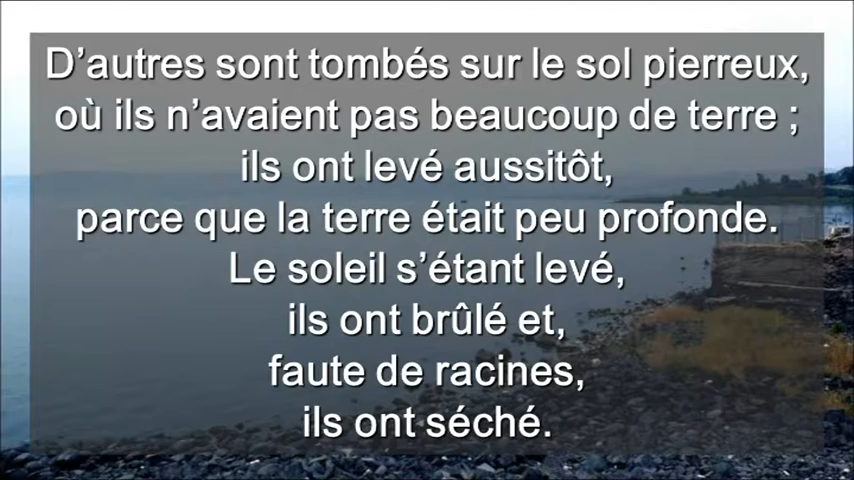 D’autres sont tombés sur le sol pierreux,
où ils n’avaient pas beaucoup de terre ;
ils ont levé aussitôt,
parce que la terre était peu profonde.
Le soleil s’étant levé,
ils ont brûlé et,
faute de racines,
ils ont séché.